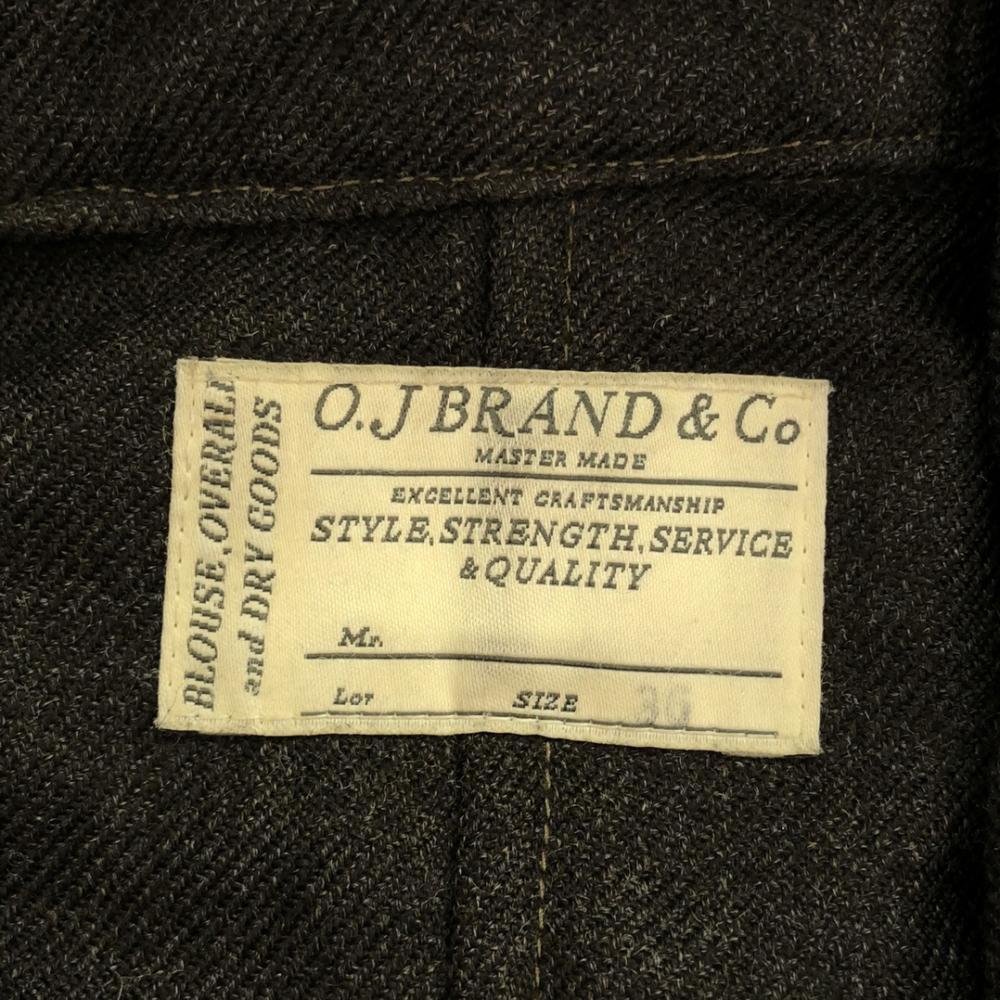 BLOUSE, OVERALL
and DRY GOODS
O.J BRAND & Co
MASTER MADE
EXCELLENT CRAFTSMANSHIP
STYLE, STRENGTH, SERVICE
& QUALITY
Mr.
Lot SIZE